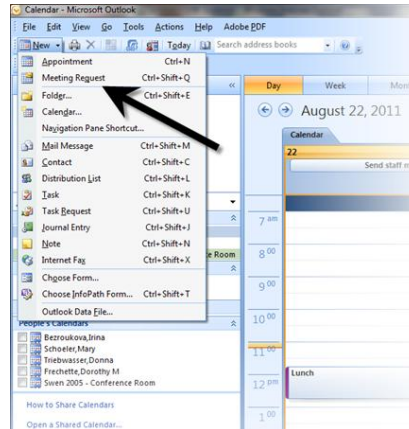 Calendar - Microsoft Outlook
File Edit View Go Tools Actions Help Adobe PDF
New Today Search address books
Appointment Ctrl+N
Meeting Request Ctrl+Shift+Q
Folder... Ctrl+Shift+E
Calendar...
Navigation Pane Shortcut...
Mail Message Ctrl+Shift+M
Contact Ctrl+Shift+C
Distribution List Ctrl+Shift+L
Task Ctrl+Shift+K
Task Request Ctrl+Shift+U
Journal Entry Ctrl+Shift+J
Note Ctrl+Shift+N
Internet Fax Ctrl+Shift+X
Choose Form...
Choose InfoPath Form... Ctrl+Shift+T
Outlook Data File...
Room
People's Calendars
Bezroukova,Irina
Schoeler,Mary
Triebwasser,Donna
Frechette,Dorothy M
Swen 2005 - Conference Room
How to Share Calendars
Open a Shared Calendar...
Day Week
August 22, 2011
Calendar
22
Send staff
7 am
8 00
9 00
10 00
11 00
12 pm
Lunch
1 00